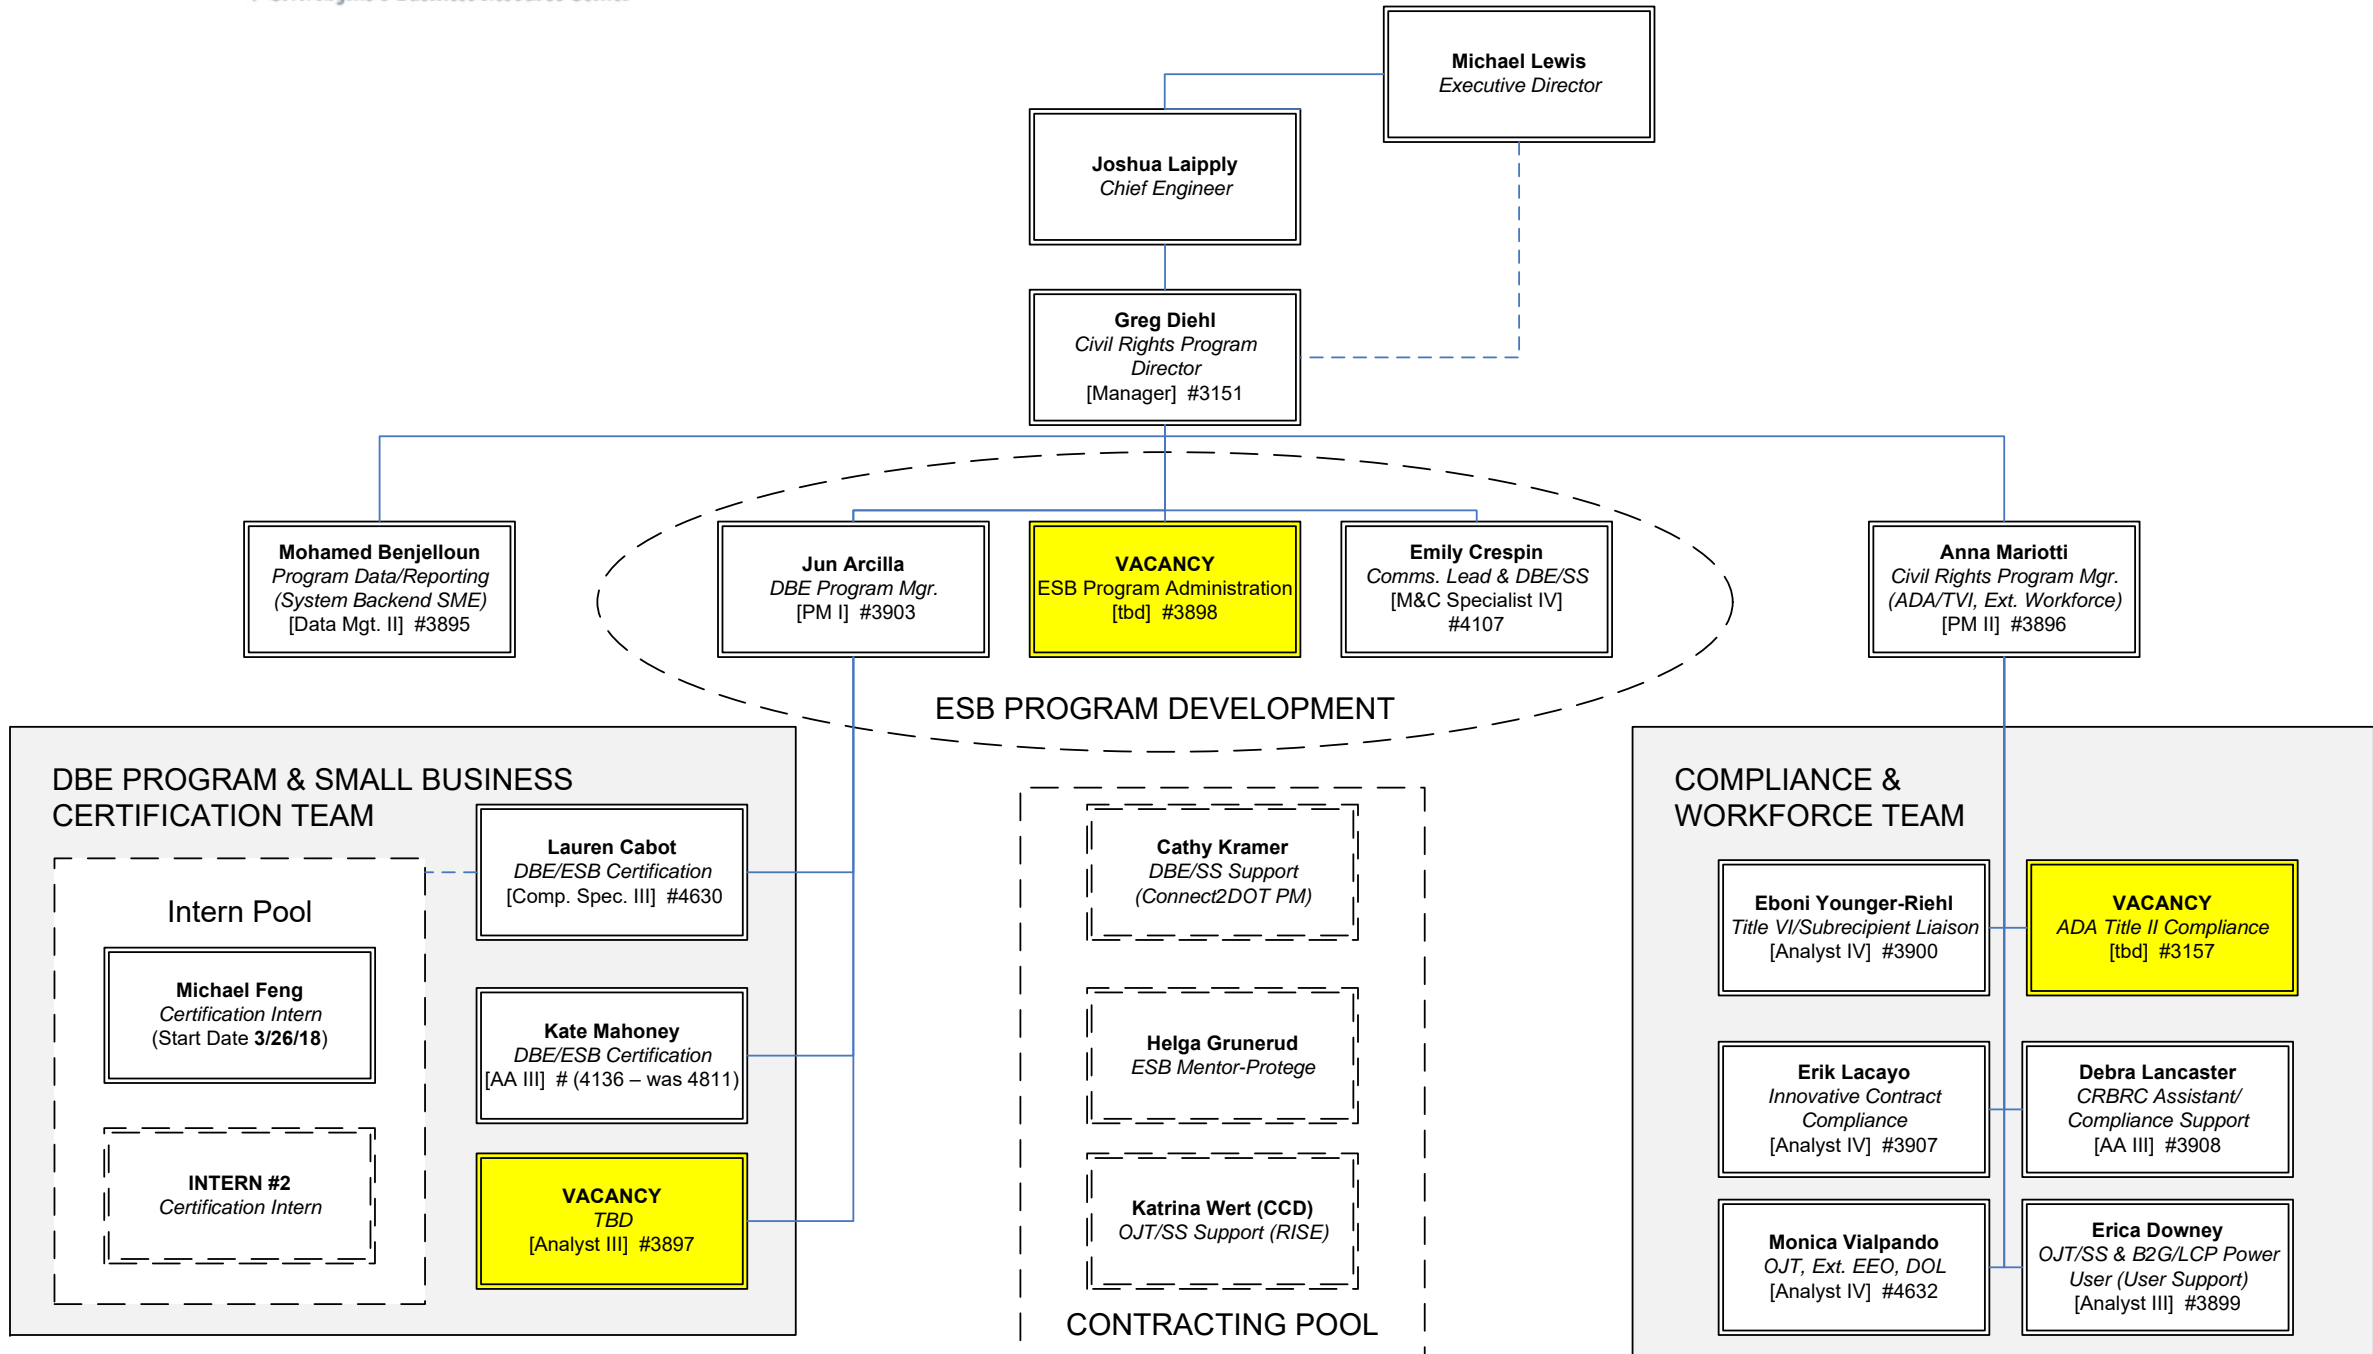 Michael Lewis
Executive Director
Joshua Laipply
Chief Engineer
Greg Diehl
Civil Rights Program
Director
[Manager] #3151
Mohamed Benjelloun
Program Data/Reporting
(System Backend SME)
[Data Mgt. II] #3895
Jun Arcilla
DBE Program Mgr.
[PM I] #3903
VACANCY
ESB Program Administration
[tbd] #3898
Emily Crespin
Comms. Lead & DBE/SS
[M&C Specialist IV]
#4107
Anna Mariotti
Civil Rights Program Mgr.
(ADA/TVI, Ext. Workforce)
[PM II] #3896
ESB PROGRAM DEVELOPMENT
DBE PROGRAM & SMALL BUSINESS
CERTIFICATION TEAM
Intern Pool
Michael Feng
Certification Intern
(Start Date 3/26/18)
INTERN #2
Certification Intern
Lauren Cabot
DBE/ESB Certification
[Comp. Spec. III] #4630
Kate Mahoney
DBE/ESB Certification
[AA III] # (4136 – was 4811)
VACANCY
TBD
[Analyst III] #3897
Cathy Kramer
DBE/SS Support
(Connect2DOT PM)
Helga Grunerud
ESB Mentor-Protege
Katrina Wert (CCD)
OJT/SS Support (RISE)
CONTRACTING POOL
COMPLIANCE &
WORKFORCE TEAM
Eboni Younger-Riehl
Title VI/Subrecipient Liaison
[Analyst IV] #3900
VACANCY
ADA Title II Compliance
[tbd] #3157
Erik Lacayo
Innovative Contract
Compliance
[Analyst IV] #3907
Debra Lancaster
CRBRC Assistant/
Compliance Support
[AA III] #3908
Monica Vialpando
OJT, Ext. EEO, DOL
[Analyst IV] #4632
Erica Downey
OJT/SS & B2G/LCP Power
User (User Support)
[Analyst III] #3899